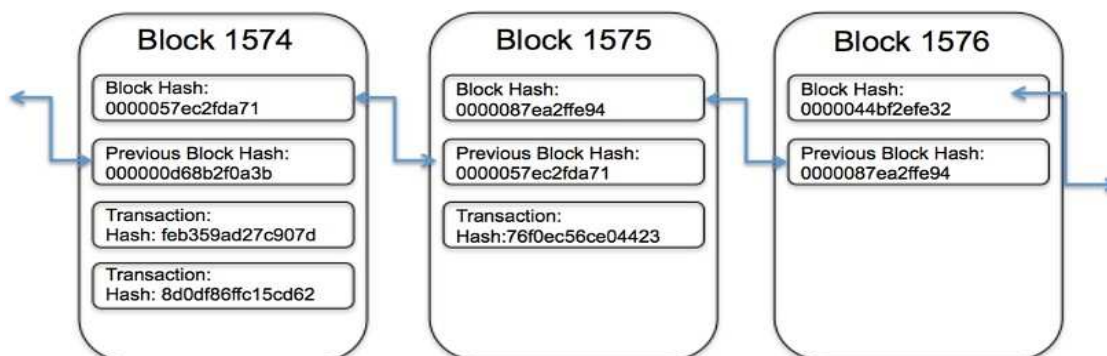 Block 1574
Block Hash:
0000057ec2fda71
Previous Block Hash:
000000d68b2f0a3b
Transaction:
Hash: feb359ad27c907d
Transaction:
Hash: 8d0df86ffc15cd62
Block 1575
Block Hash:
0000087ea2ffe94
Previous Block Hash:
0000057ec2fda71
Transaction:
Hash:76f0ec56ce04423
Block 1576
Block Hash:
0000044bf2efe32
Previous Block Hash:
0000087ea2ffe94